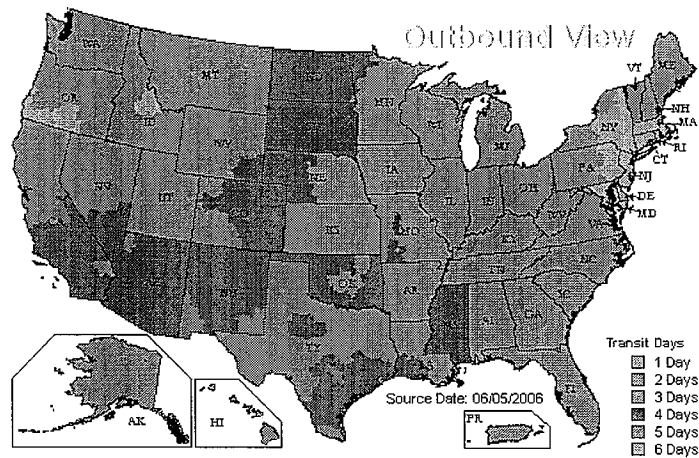 Outbound View
WA
MT
ND
MN
VT
ME
OR
ID
SD
WI
MI
NY
NH
MA
RI
CT
WY
IA
NE
PA
NJ
NV
UT
CO
IL
IN
OH
DE
MD
CA
KS
MO
WV
VA
KY
NC
TN
OK
AR
SC
NM
AL
GA
TX
LA
FL
Transit Days
1 Day
2 Days
3 Days
4 Days
5 Days
6 Days
Source Date: 06/05/2006
AK
HI
PR